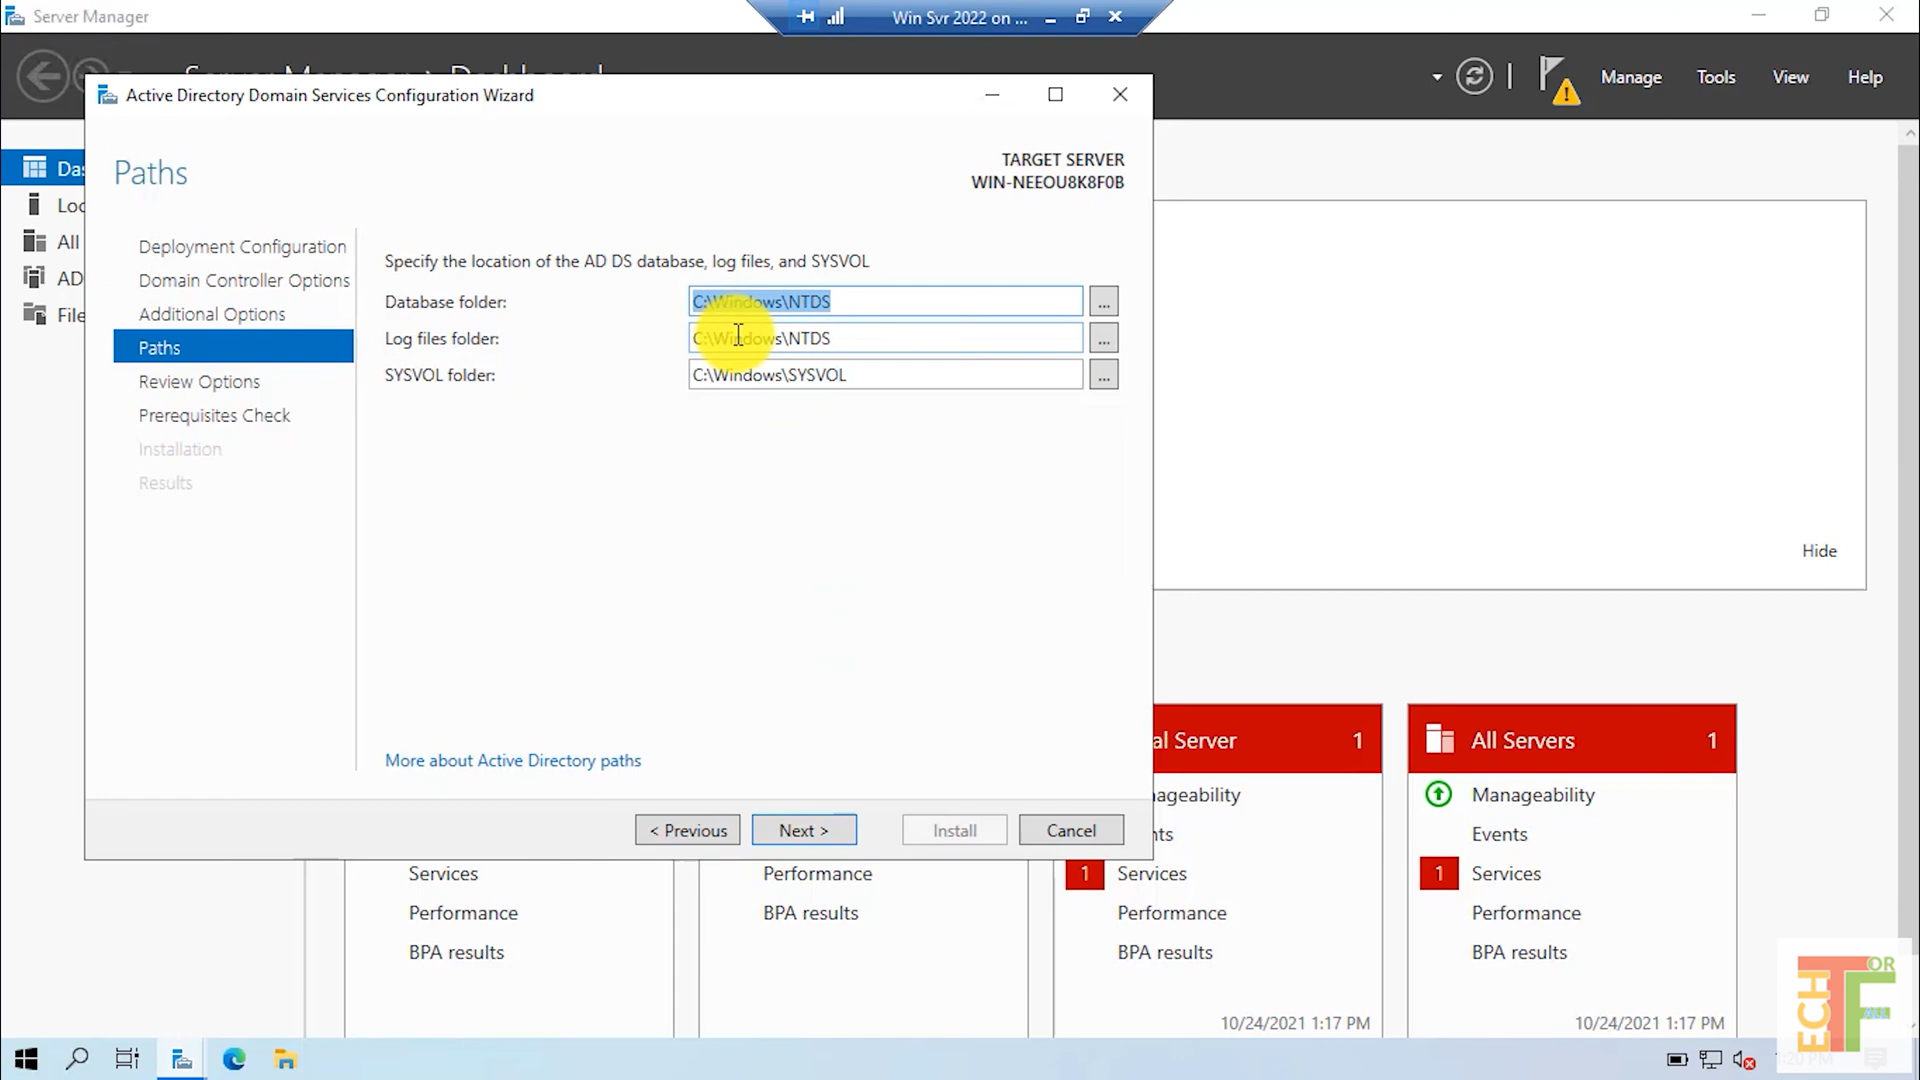 Server Manager
Win Svr 2022 on ...
Manage
Tools
View
Help
Active Directory Domain Services Configuration Wizard
Paths
TARGET SERVER
WIN-NEEOU8K8F0B
Deployment Configuration
Domain Controller Options
Additional Options
Paths
Review Options
Prerequisites Check
Installation
Results
Specify the location of the AD DS database, log files, and SYSVOL
Database folder:
C:\Windows\NTDS
...
Log files folder:
C:\Windows\NTDS
...
SYSVOL folder:
C:\Windows\SYSVOL
...
More about Active Directory paths
< Previous
Next >
Install
Cancel
Das
Loc
All
AD
File
Hide
al Server 1
All Servers 1
ageability
Manageability
nts
Events
Services
1 Services
1 Services
Performance
Performance
Performance
Performance
BPA results
BPA results
BPA results
BPA results
10/24/2021 1:17 PM
10/24/2021 1:17 PM
TECH
FOR
ALL